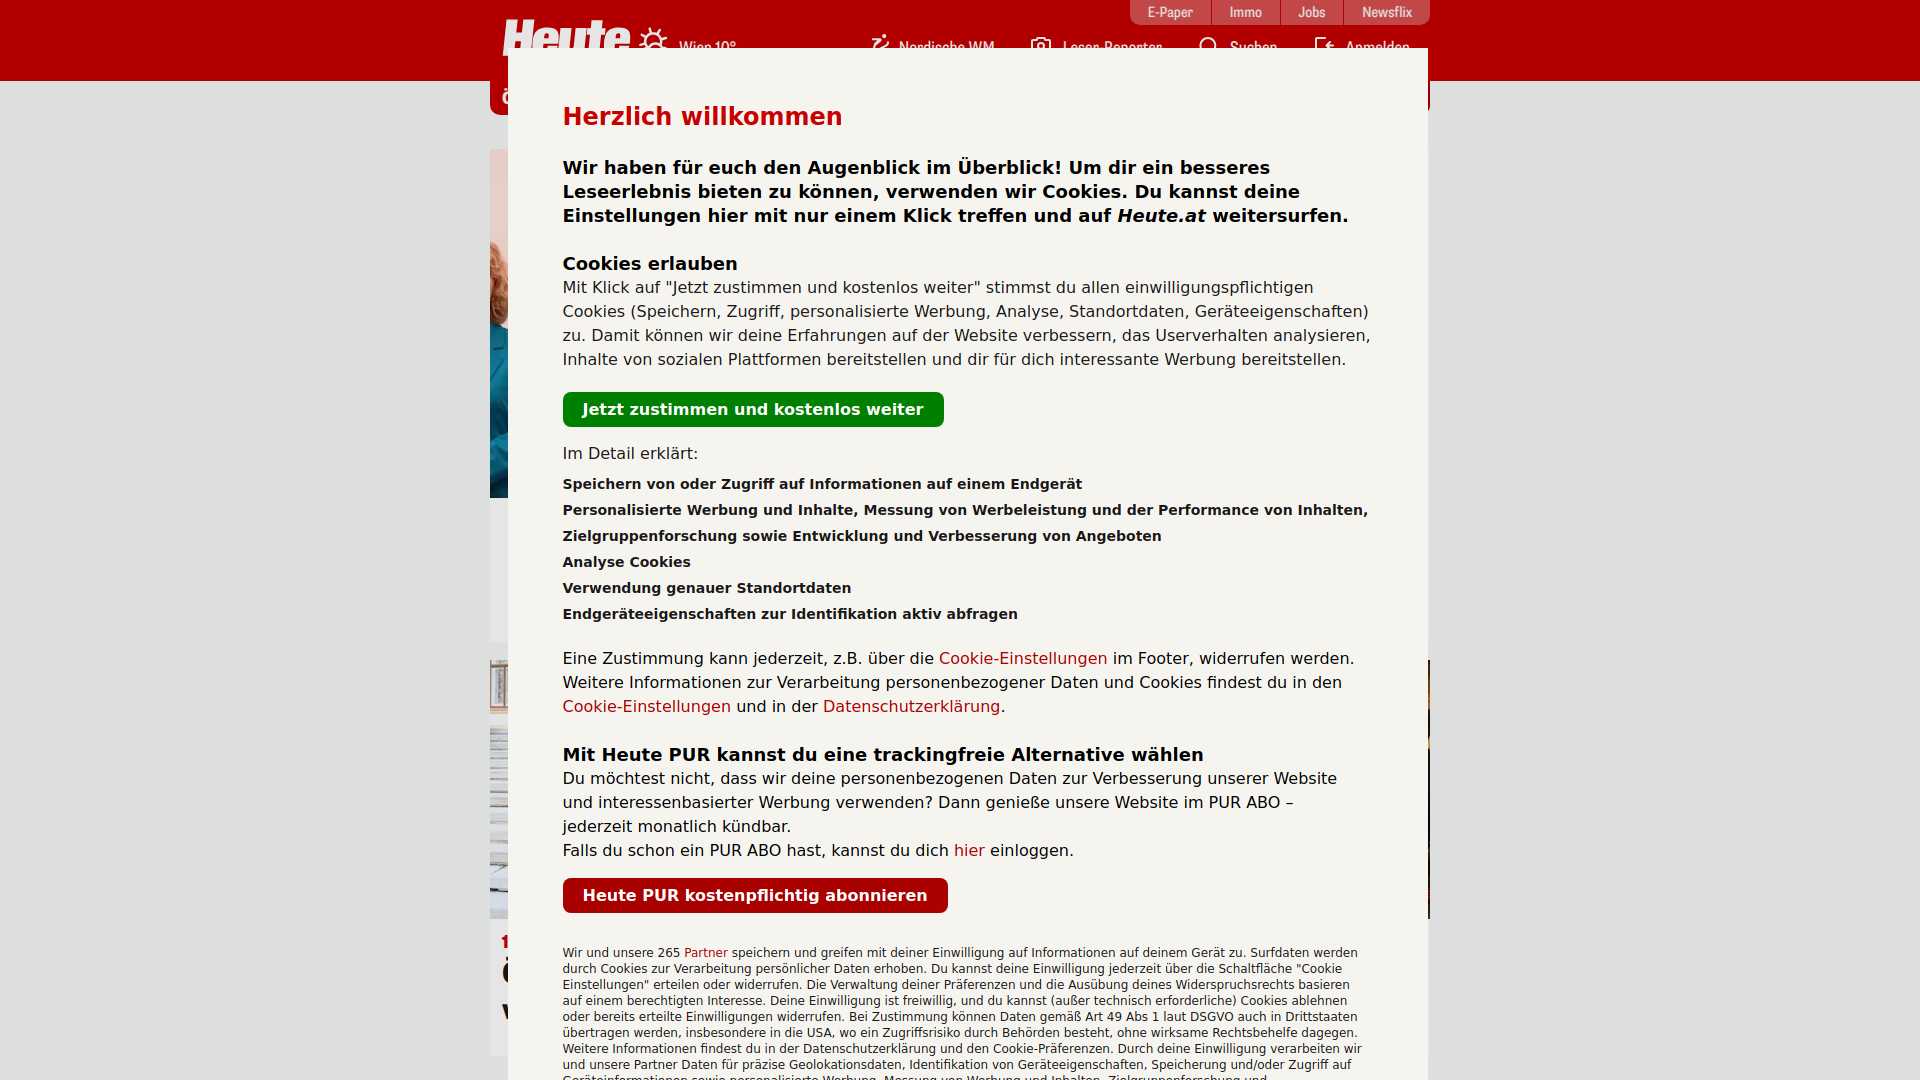 E-Paper
Immo
Jobs
Newsflix
Heute
Wien 10°
Nordische WM
Leser-Reporter
Suchen
Anmelden
Herzlich willkommen
Wir haben für euch den Augenblick im Überblick! Um dir ein besseres
Leseerlebnis bieten zu können, verwenden wir Cookies. Du kannst deine
Einstellungen hier mit nur einem Klick treffen und auf Heute.at weitersurfen.
Cookies erlauben
Mit Klick auf "Jetzt zustimmen und kostenlos weiter" stimmst du allen einwilligungspflichtigen
Cookies (Speichern, Zugriff, personalisierte Werbung, Analyse, Standortdaten, Geräteeigenschaften)
zu. Damit können wir deine Erfahrungen auf der Website verbessern, das Userverhalten analysieren,
Inhalte von sozialen Plattformen bereitstellen und dir für dich interessante Werbung bereitstellen.
Jetzt zustimmen und kostenlos weiter
Im Detail erklärt:
Speichern von oder Zugriff auf Informationen auf einem Endgerät
Personalisierte Werbung und Inhalte, Messung von Werbeleistung und der Performance von Inhalten,
Zielgruppenforschung sowie Entwicklung und Verbesserung von Angeboten
Analyse Cookies
Verwendung genauer Standortdaten
Endgeräteeigenschaften zur Identifikation aktiv abfragen
Eine Zustimmung kann jederzeit, z.B. über die Cookie-Einstellungen im Footer, widerrufen werden.
Weitere Informationen zur Verarbeitung personenbezogener Daten und Cookies findest du in den
Cookie-Einstellungen und in der Datenschutzerklärung.
Mit Heute PUR kannst du eine trackingfreie Alternative wählen
Du möchtest nicht, dass wir deine personenbezogenen Daten zur Verbesserung unserer Website
und interessenbasierter Werbung verwenden? Dann genieße unsere Website im PUR ABO –
jederzeit monatlich kündbar.
Falls du schon ein PUR ABO hast, kannst du dich hier einloggen.
Heute PUR kostenpflichtig abonnieren
Wir und unsere 265 Partner speichern und greifen mit deiner Einwilligung auf Informationen auf deinem Gerät zu. Surfdaten werden
durch Cookies zur Verarbeitung persönlicher Daten erhoben. Du kannst deine Einwilligung jederzeit über die Schaltfläche "Cookie
Einstellungen" erteilen oder widerrufen. Die Verwaltung deiner Präferenzen und die Ausübung deines Widerspruchsrechts basieren
auf einem berechtigten Interesse. Deine Einwilligung ist freiwillig, und du kannst (außer technisch erforderliche) Cookies ablehnen
oder bereits erteilte Einwilligungen widerrufen. Bei Zustimmung können Daten gemäß Art 49 Abs 1 laut DSGVO auch in Drittstaaten
übertragen werden, insbesondere in die USA, wo ein Zugriffsrisiko durch Behörden besteht, ohne wirksame Rechtsbehelfe dagegen.
Weitere Informationen findest du in der Datenschutzerklärung und den Cookie-Präferenzen. Durch deine Einwilligung verarbeiten wir
und unsere Partner Daten für präzise Geolokationsdaten, Identifikation von Geräteeigenschaften, Speicherung und/oder Zugriff auf
Geräteinformationen sowie personalisierte Werbung, Messung von Werbung und Inhalten, Zielgruppenforschung und